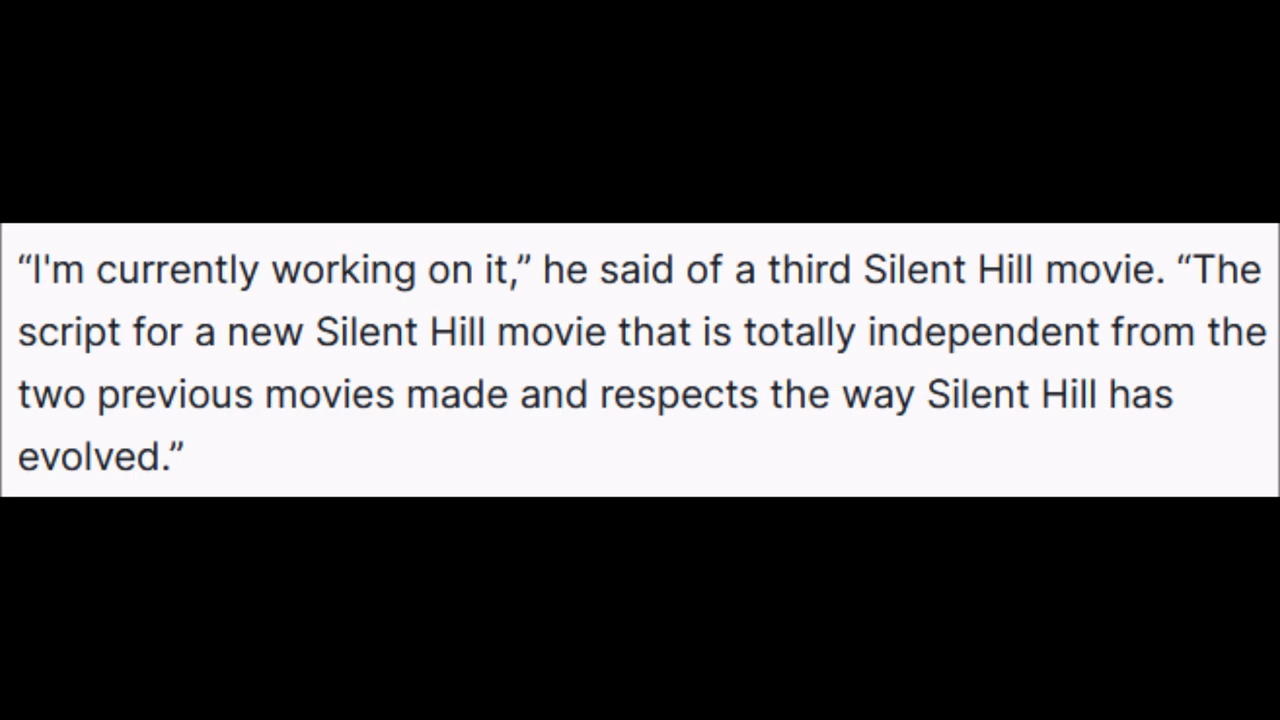 “I'm currently working on it,” he said of a third Silent Hill movie. “The
script for a new Silent Hill movie that is totally independent from the
two previous movies made and respects the way Silent Hill has
evolved.”